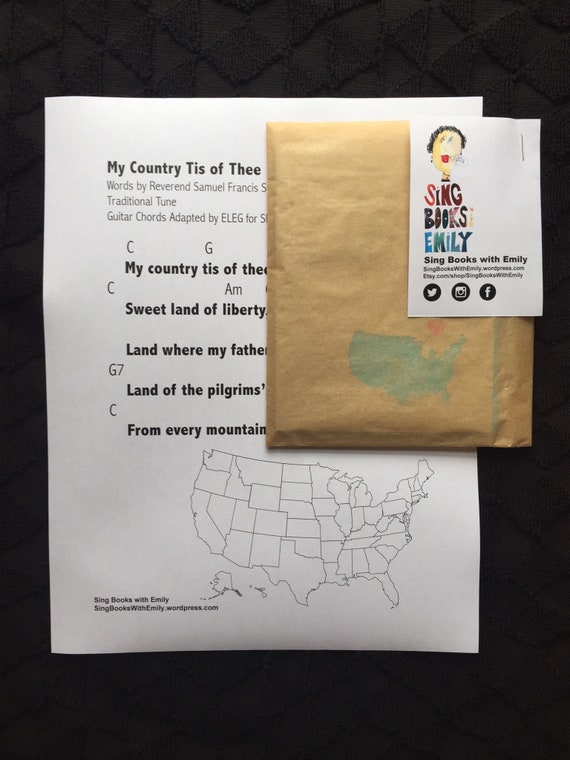 My Country Tis of Thee
Words by Reverend Samuel Francis
Traditional Tune
Guitar Chords Adapted by ELEG for
C G
My country tis of
C Am
Sweet land of liberty
Land where my
G7
Land of the pilgrims'
C
From every mountain
Sing Books with Emily
SingBooksWithEmily.wordpress.com
SING
BOOKS
WITH
EMILY
Sing Books with Emily
SingBooksWithEmily.wordpress.com
Etsy.com/shop/SingBooksWithEmily